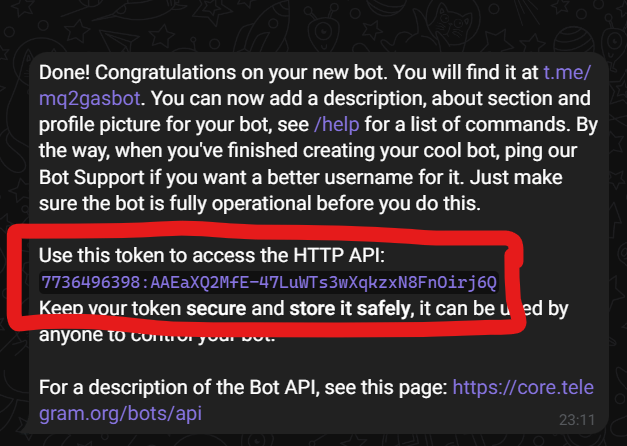 Done! Congratulations on your new bot. You will find it at t.me/
mq2gasbot. You can now add a description, about section and
profile picture for your bot, see /help for a list of commands. By
the way, when you've finished creating your cool bot, ping our
Bot Support if you want a better username for it. Just make
sure the bot is fully operational before you do this.
Use this token to access the HTTP API:
7736496398:AAEaXQ2MfE-47LuWTs3wXqkzxN8FnOirj6Q
Keep your token secure and store it safely, it can be used by
anyone to control your bot.
For a description of the Bot API, see this page: https://core.tele
gram.org/bots/api
23:11